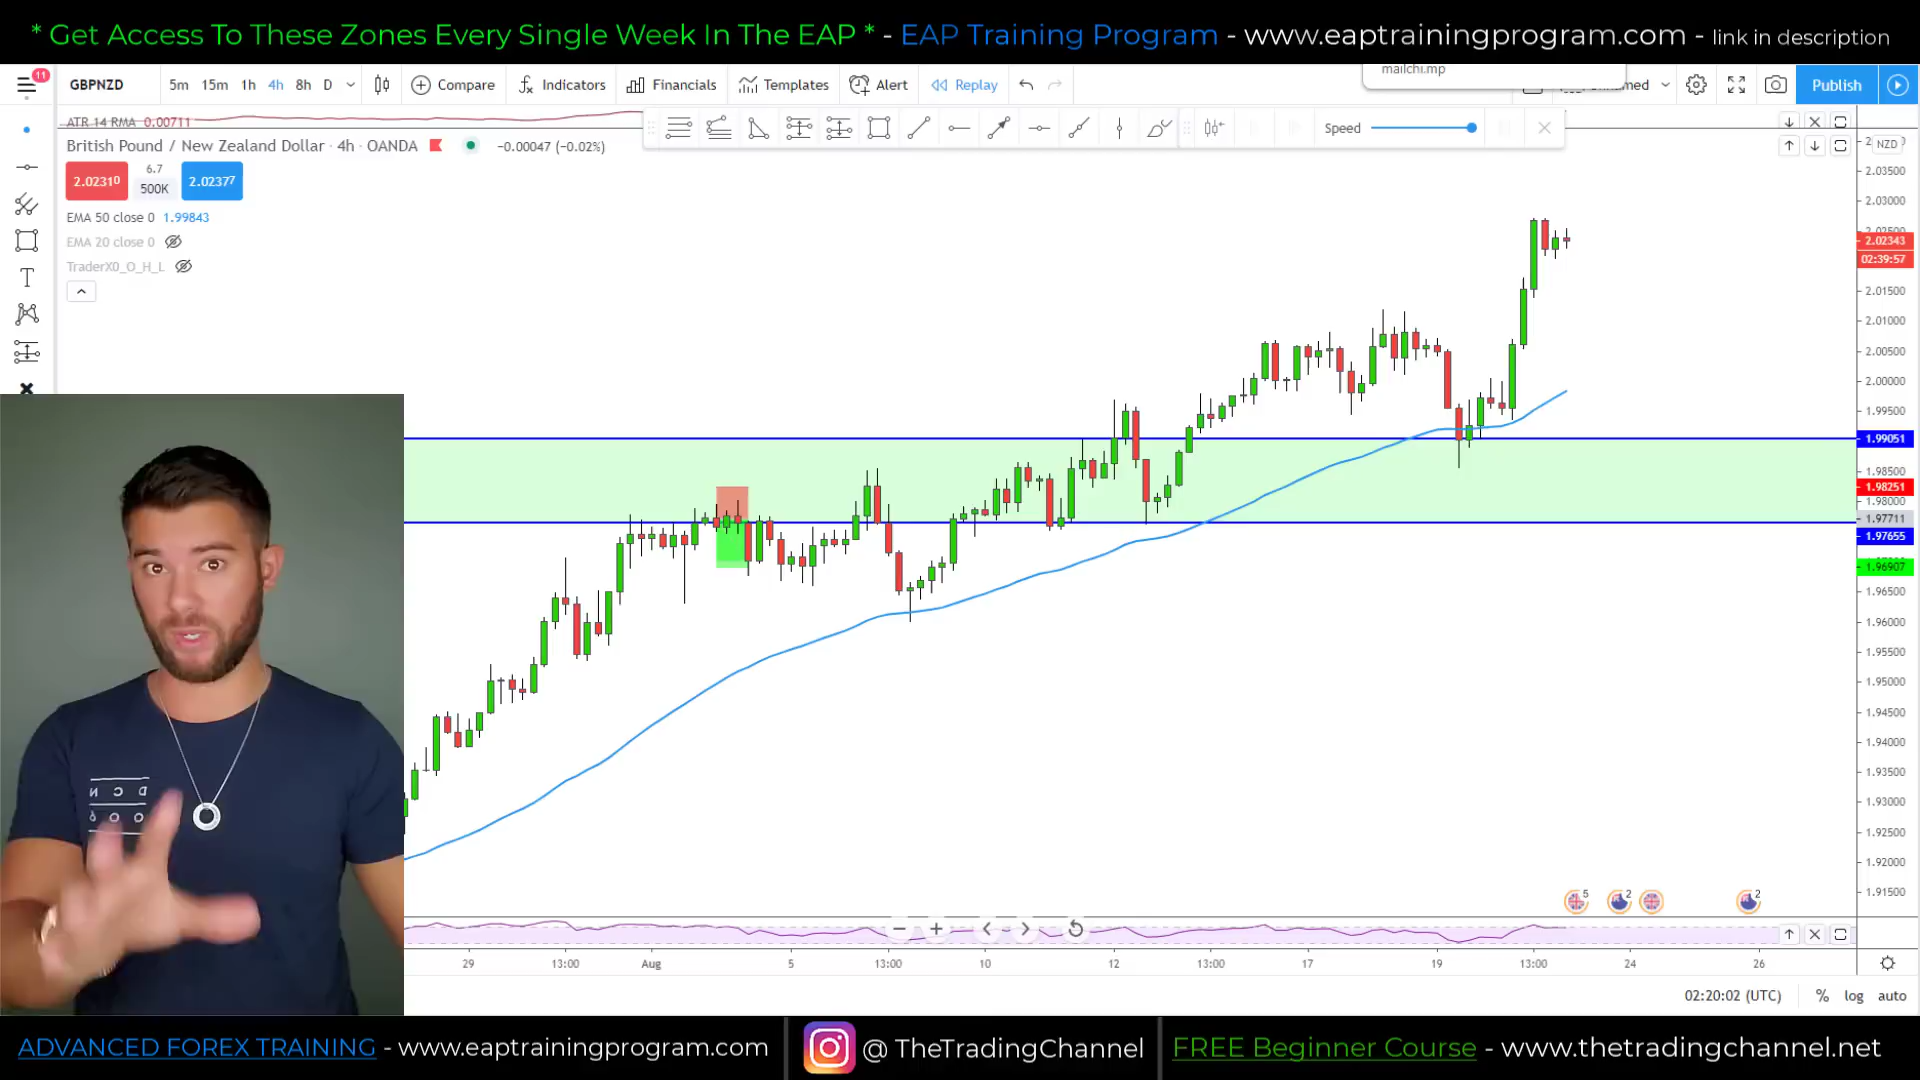 * Get Access To These Zones Every Single Week In The EAP * - EAP Training Program - www.eaptrainingprogram.com - link in description
11
GBPNZD 5m 15m 1h 4h 8h D Compare Indicators Financials Templates Alert Replay Publish
mailchi.mp
ATR 14 RMA 0.00711
Speed
British Pound / New Zealand Dollar · 4h · OANDA −0.00047 (−0.02%)
NZD
2.02310 6.7 500K 2.02377
EMA 50 close 0 1.99843
EMA 20 close 0
TraderX0_O_H_L
2.03500
2.03000
2.02343
02:39:57
2.01500
2.01000
2.00500
2.00000
1.99500
1.99051
1.98500
1.98251
1.98000
1.97711
1.97655
1.96907
1.96500
1.96000
1.95500
1.95000
1.94500
1.94000
1.93500
1.93000
1.92500
1.92000
1.91500
5 2 2
29 13:00 Aug 5 13:00 10 12 13:00 17 19 13:00 24 26
02:20:02 (UTC) % log auto
ADVANCED FOREX TRAINING - www.eaptrainingprogram.com @ TheTradingChannel FREE Beginner Course - www.thetradingchannel.net